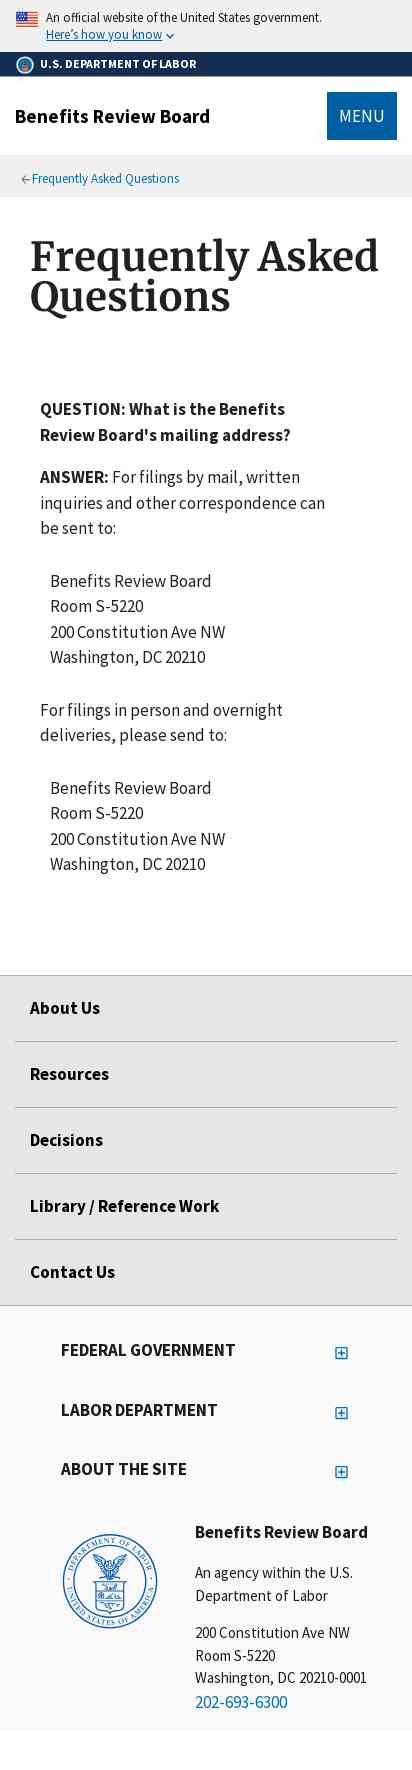 An official website of the United States government.
Here’s how you know
U.S. DEPARTMENT OF LABOR
Benefits Review Board
MENU
Frequently Asked Questions
Frequently Asked
Questions
QUESTION: What is the Benefits
Review Board's mailing address?
ANSWER: For filings by mail, written
inquiries and other correspondence can
be sent to:
Benefits Review Board
Room S-5220
200 Constitution Ave NW
Washington, DC 20210
For filings in person and overnight
deliveries, please send to:
Benefits Review Board
Room S-5220
200 Constitution Ave NW
Washington, DC 20210
About Us
Resources
Decisions
Library / Reference Work
Contact Us
FEDERAL GOVERNMENT
LABOR DEPARTMENT
ABOUT THE SITE
DEPARTMENT OF LABOR
UNITED STATES OF AMERICA
Benefits Review Board
An agency within the U.S.
Department of Labor
200 Constitution Ave NW
Room S-5220
Washington, DC 20210-0001
202-693-6300